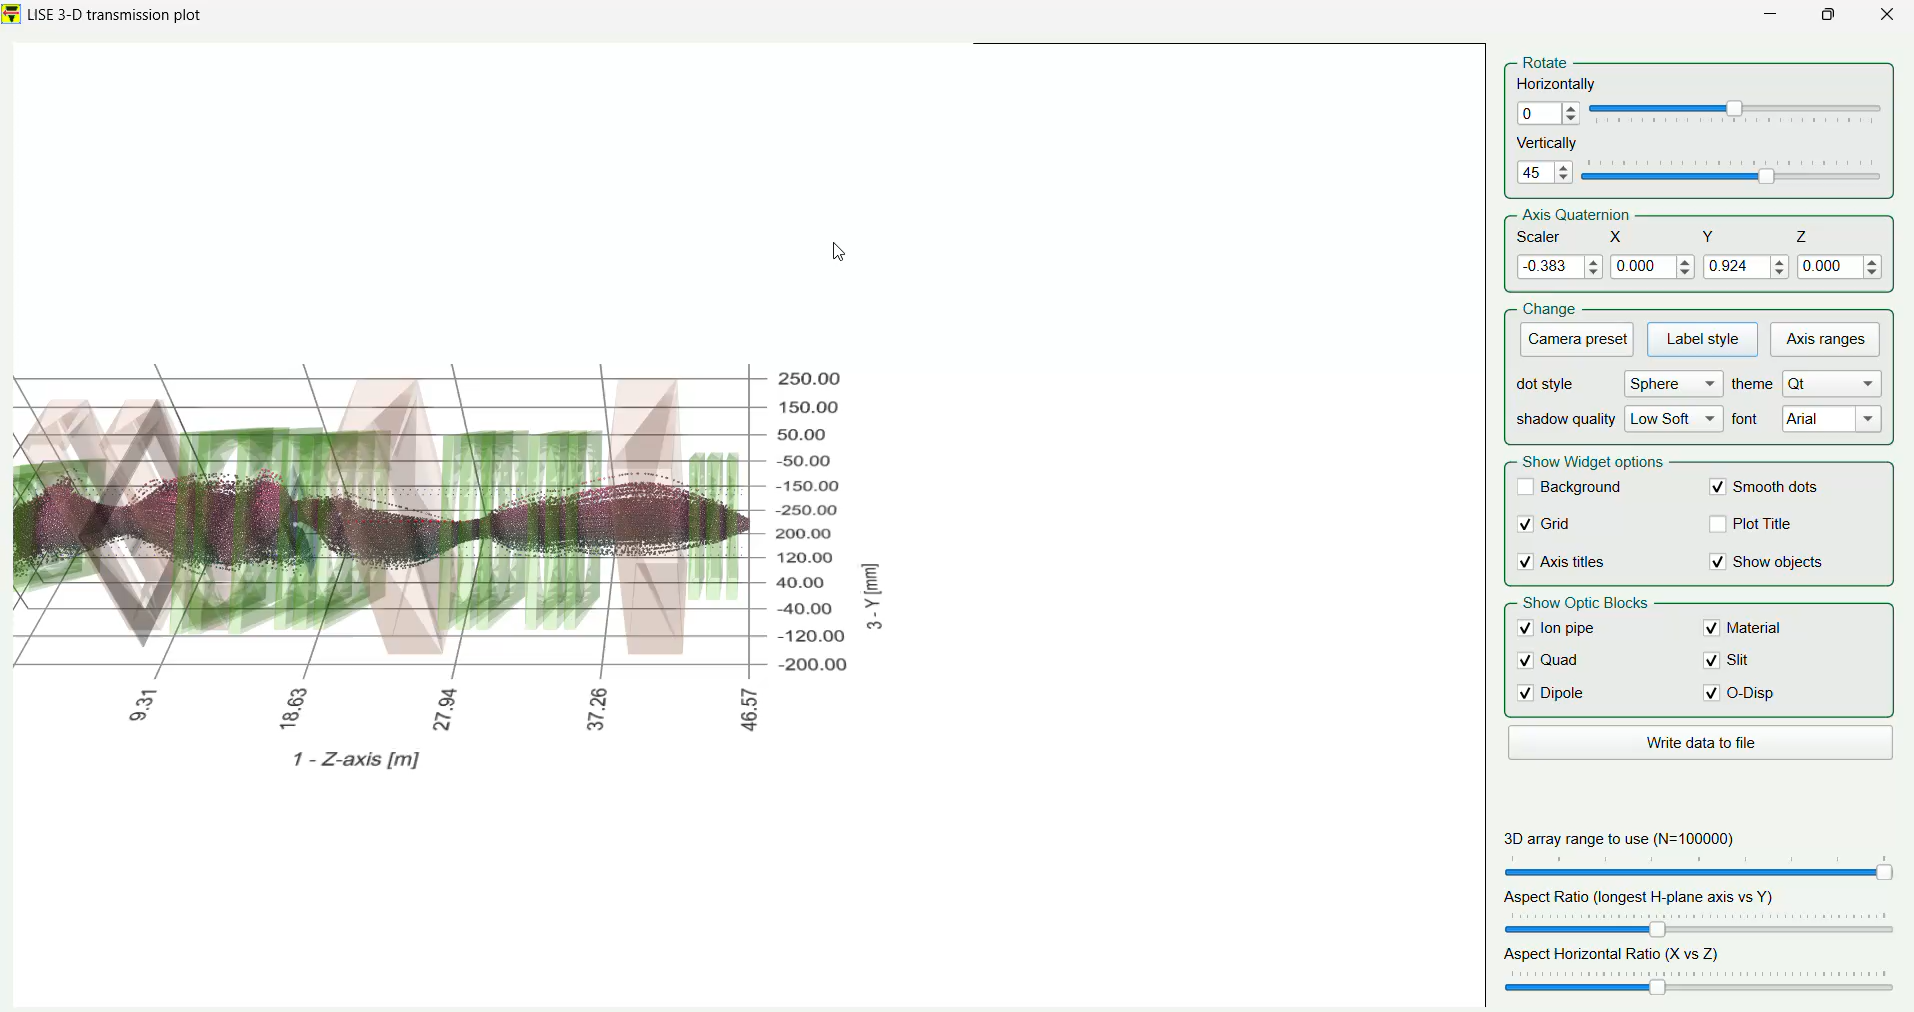 LISE 3-D transmission plot
250.00
150.00
50.00
-50.00
-150.00
-250.00
200.00
120.00
40.00
-40.00
-120.00
-200.00
3 - Y [mm]
9.31
18.63
27.94
37.26
46.57
1 - Z-axis [m]
Rotate
Horizontally
0
Vertically
45
Axis Quaternion
Scaler X Y Z
-0.383 0.000 0.924 0.000
Change
Camera preset Label style Axis ranges
dot style Sphere theme Qt
shadow quality Low Soft font Arial
Show Widget options
Background Smooth dots
Grid Plot Title
Axis titles Show objects
Show Optic Blocks
Ion pipe Material
Quad Slit
Dipole O-Disp
Write data to file
3D array range to use (N=100000)
Aspect Ratio (longest H-plane axis vs Y)
Aspect Horizontal Ratio (X vs Z)